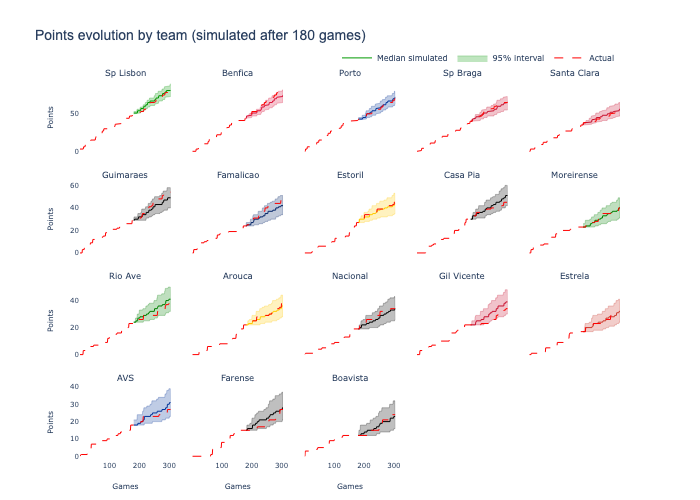 Points evolution by team (simulated after 180 games)
Median simulated 95% interval Actual
Sp Lisbon Benfica Porto Sp Braga Santa Clara
50
0
Points
Guimaraes Famalicao Estoril Casa Pia Moreirense
60
40
20
0
Points
Rio Ave Arouca Nacional Gil Vicente Estrela
40
20
0
Points
AVS Farense Boavista
40
30
20
10
0
Points
100 200 300 100 200 300 100 200 300
Games Games Games